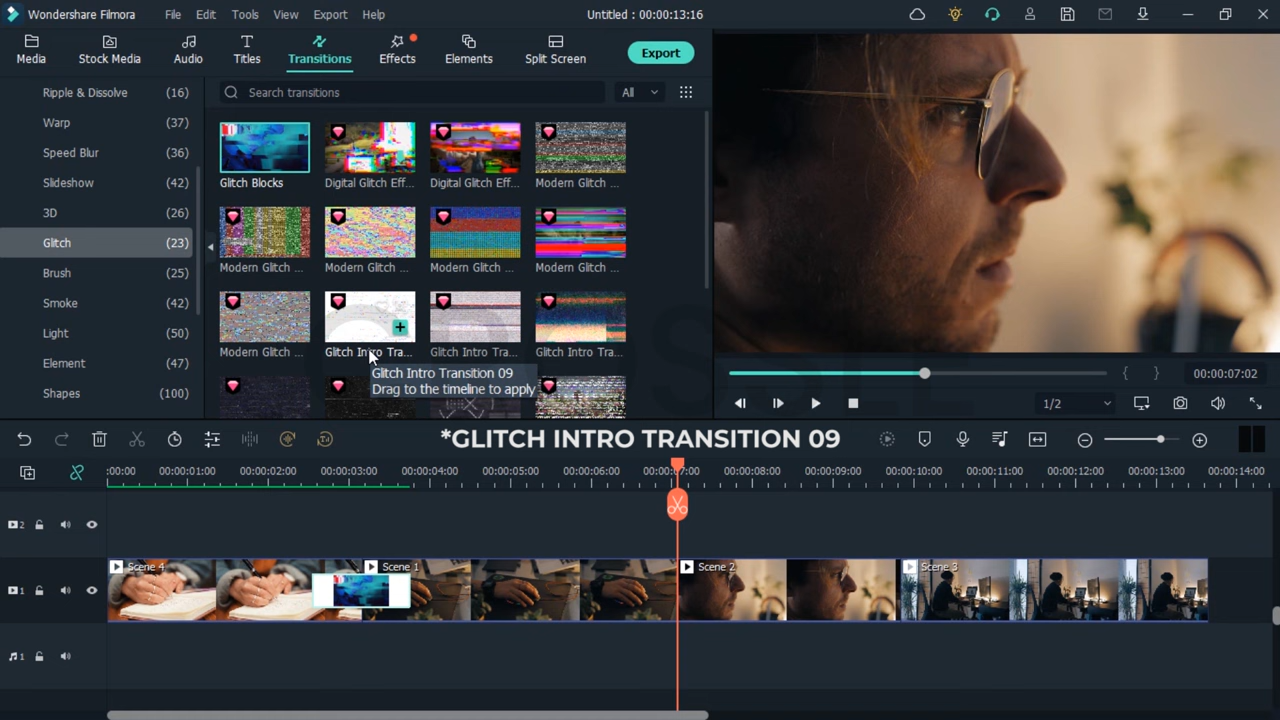 Wondershare Filmora
File Edit Tools View Export Help
Untitled : 00:00:13:16
Media
Stock Media
Audio
Titles
Transitions
Effects
Elements
Split Screen
Export
Ripple & Dissolve (16)
Warp (37)
Speed Blur (36)
Slideshow (42)
3D (26)
Glitch (23)
Brush (25)
Smoke (42)
Light (50)
Element (47)
Shapes (100)
Search transitions
All
Glitch Blocks
Digital Glitch Eff...
Digital Glitch Eff...
Modern Glitch ...
Modern Glitch ...
Modern Glitch ...
Modern Glitch ...
Modern Glitch ...
Modern Glitch ...
Glitch Intro Tra...
Glitch Intro Tra...
Glitch Intro Tra...
Glitch Intro Transition 09
Drag to the timeline to apply
00:00:07:02
1/2
*GLITCH INTRO TRANSITION 09
:00:00 00:00:01:00 00:00:02:00 00:00:03:00 00:00:04:00 00:00:05:00 00:00:06:00 00:00:07:00 00:00:08:00 00:00:09:00 00:00:10:00 00:00:11:00 00:00:12:00 00:00:13:00 00:00:14:00
2
1
Scene 4
Scene 1
Scene 2
Scene 3
1